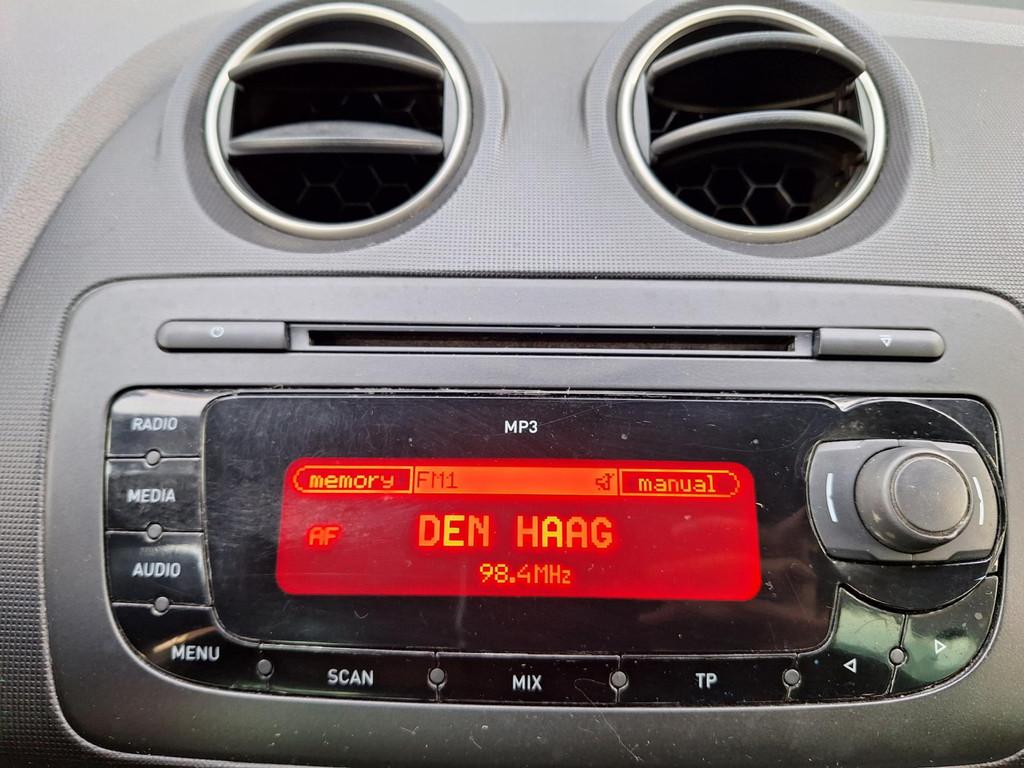 MP3
RADIO
MEDIA
AUDIO
MENU
memory FM1 manual
AF DEN HAAG
98.4MHz
SCAN MIX TP